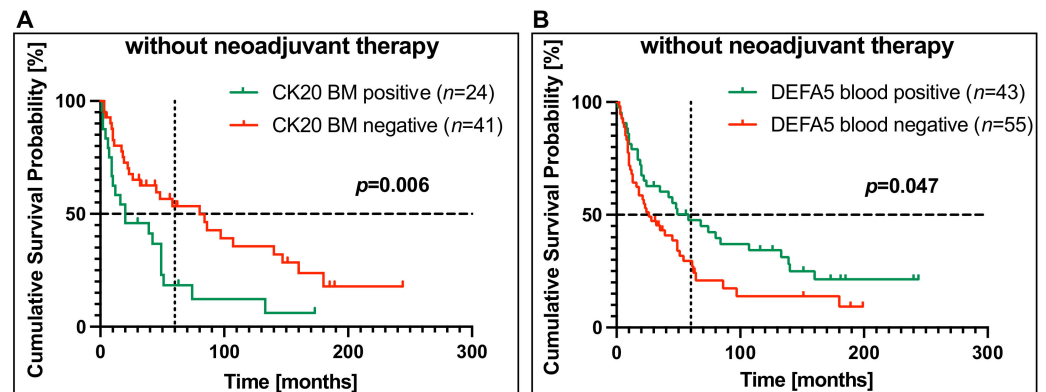 A
without neoadjuvant therapy
Cumulative Survival Probability [%]
CK20 BM positive (n=24)
CK20 BM negative (n=41)
100
p=0.006
50
0
0 100 200 300
Time [months]
B
without neoadjuvant therapy
Cumulative Survival Probability [%]
DEFA5 blood positive (n=43)
DEFA5 blood negative (n=55)
100
p=0.047
50
0
0 100 200 300
Time [months]